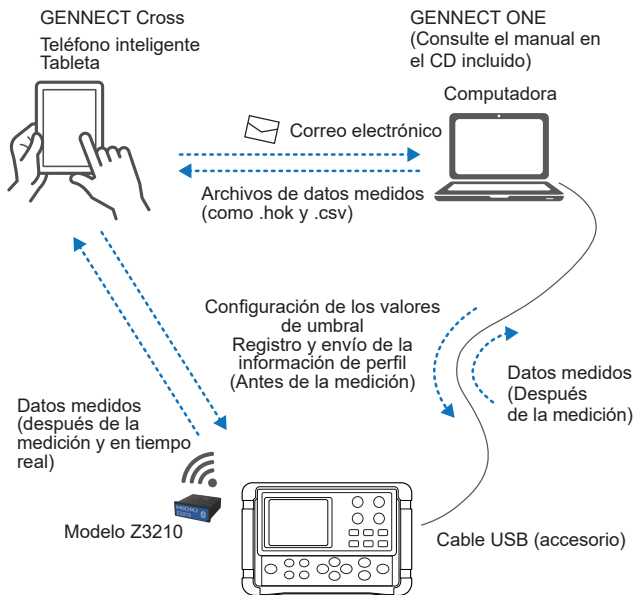 GENNECT Cross
Teléfono inteligente
Tableta
GENNECT ONE
(Consulte el manual en
el CD incluido)
Computadora
Correo electrónico
Archivos de datos medidos
(como .hok y .csv)
Configuración de los valores
de umbral
Registro y envío de la
información de perfil
(Antes de la medición)
Datos medidos
(Después
de la medición)
Datos medidos
(después de la
medición y en tiempo
real)
HIOKI
Z3210
Modelo Z3210
Cable USB (accesorio)